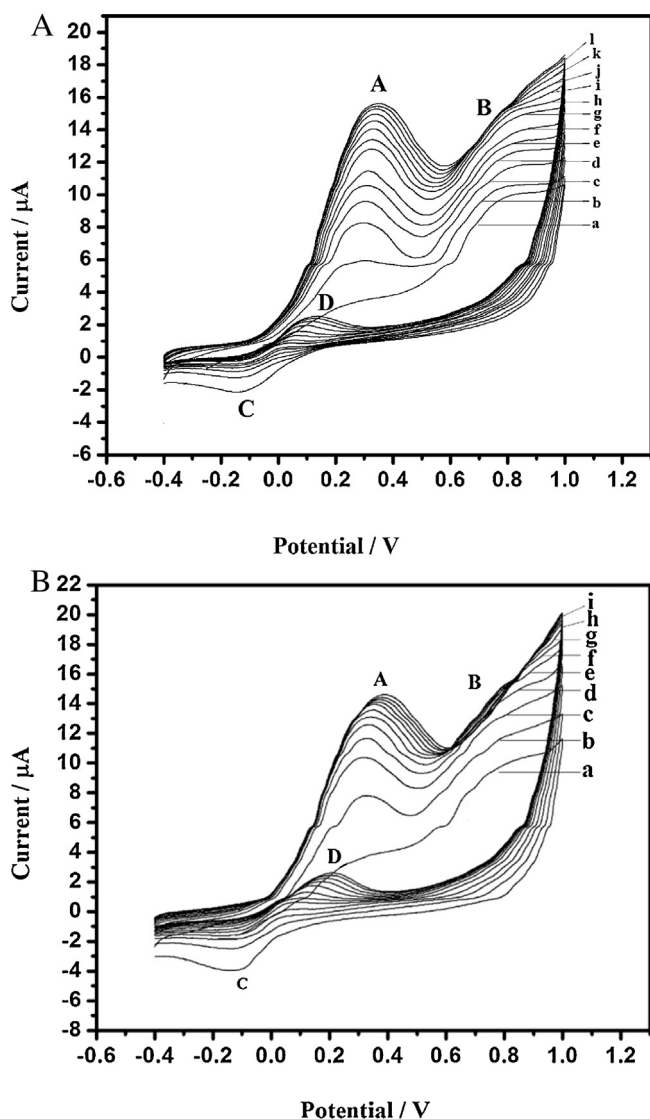 A
20
18
16
14
12
10
8
6
4
2
0
-2
-4
-6
Current / µA
A
B
C
D
l
k
j
i
h
g
f
e
d
c
b
a
-0.6 -0.4 -0.2 0.0 0.2 0.4 0.6 0.8 1.0
Potential / V
B
22
20
18
16
14
12
10
8
6
4
2
0
-2
-4
-6
-8
Current / µA
A
B
D
C
i
h
g
f
e
d
c
b
a
-0.6 -0.4 -0.2 0.0 0.2 0.4 0.6 0.8 1.0 1.2
Potential / V